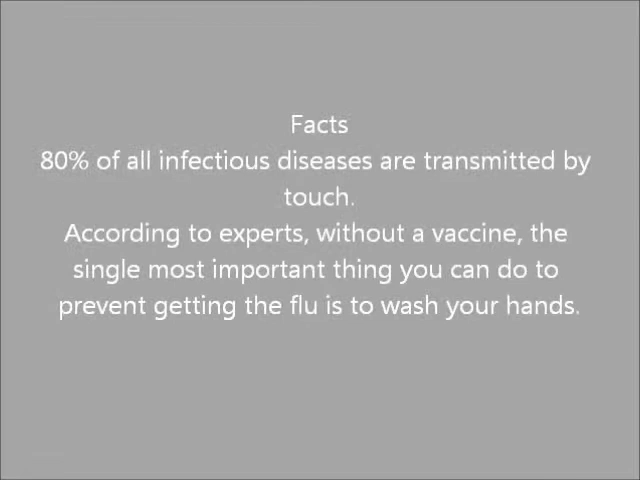 Facts
80% of all infectious diseases are transmitted by
touch.
According to experts, without a vaccine, the
single most important thing you can do to
prevent getting the flu is to wash your hands.